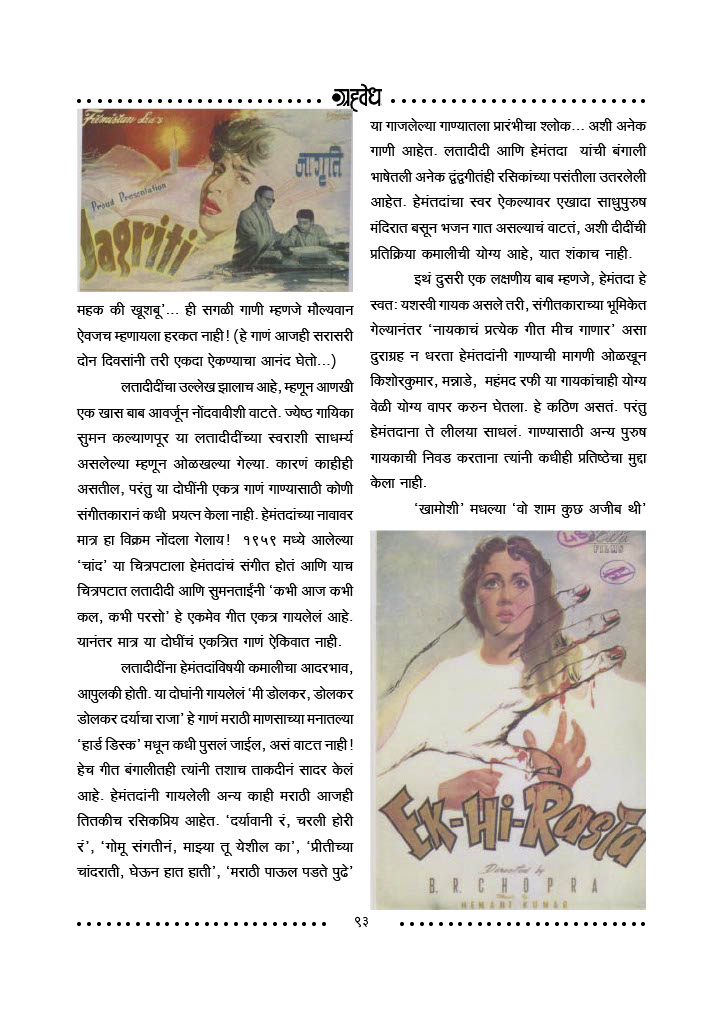 ग्रहवेध
Filmistan Ltd's
जागृति
Proud Presentation
Jagriti
महक की खूशबू’... ही सगळी गाणी म्हणजे मौल्यवान
ऐवजच म्हणायला हरकत नाही! (हे गाणं आजही सरासरी
दोन दिवसांनी तरी एकदा ऐकण्याचा आनंद घेतो...)
लतादीदींचा उल्लेख झालाच आहे, म्हणून आणखी
एक खास बाब आवर्जून नोंदवावीशी वाटते. ज्येष्ठ गायिका
सुमन कल्याणपूर या लतादीदींच्या स्वराशी साधर्म्य
असलेल्या म्हणून ओळखल्या गेल्या. कारणं काहीही
असतील, परंतु या दोघींनी एकत्र गाणं गाण्यासाठी कोणी
संगीतकारानं कधी प्रयत्न केला नाही. हेमंतदांच्या नावावर
मात्र हा विक्रम नोंदला गेलाय! १९५९ मध्ये आलेल्या
‘चांद’ या चित्रपटाला हेमंतदांचं संगीत होतं आणि याच
चित्रपटात लतादीदी आणि सुमनताईंनी ‘कभी आज कभी
कल, कभी परसो’ हे एकमेव गीत एकत्र गायलेलं आहे.
यानंतर मात्र या दोघींचं एकत्रित गाणं ऐकिवात नाही.
लतादीदींना हेमंतदांविषयी कमालीचा आदरभाव,
आपुलकी होती. या दोघांनी गायलेलं ‘मी डोलकर, डोलकर
डोलकर दर्याचा राजा’ हे गाणं मराठी माणसाच्या मनातल्या
‘हार्ड डिस्क’ मधून कधी पुसलं जाईल, असं वाटत नाही!
हेच गीत बंगालीतही त्यांनी तशाच ताकदीनं सादर केलं
आहे. हेमंतदांनी गायलेली अन्य काही मराठी आजही
तितकीच रसिकप्रिय आहेत. ‘दर्यावानी रं, चरली होरी
रं’, ‘गोमू संगतीनं, माझ्या तू येशील का’, ‘प्रीतीच्या
चांदराती, घेऊन हात हाती’, ‘मराठी पाऊल पडते पुढे’
या गाजलेल्या गाण्यातला प्रारंभीचा श्लोक... अशी अनेक
गाणी आहेत. लतादीदी आणि हेमंतदा यांची बंगाली
भाषेतली अनेक द्वंद्वगीतंही रसिकांच्या पसंतीला उतरलेली
आहेत. हेमंतदांचा स्वर ऐकल्यावर एखादा साधुपुरुष
मंदिरात बसून भजन गात असल्याचं वाटतं, अशी दीदींची
प्रतिक्रिया कमालीची योग्य आहे, यात शंकाच नाही.
इथं दुसरी एक लक्षणीय बाब म्हणजे, हेमंतदा हे
स्वतः यशस्वी गायक असले तरी, संगीतकाराच्या भूमिकेत
गेल्यानंतर ‘नायकाचं प्रत्येक गीत मीच गाणार’ असा
दुराग्रह न धरता हेमंतदांनी गाण्याची मागणी ओळखून
किशोरकुमार, मन्नाडे, महंमद रफी या गायकांचाही योग्य
वेळी योग्य वापर करुन घेतला. हे कठिण असतं. परंतु
हेमंतदाना ते लीलया साधलं. गाण्यासाठी अन्य पुरुष
गायकाची निवड करताना त्यांनी कधीही प्रतिष्ठेचा मुद्दा
केला नाही.
‘खामोशी’ मधल्या ‘वो शाम कुछ अजीब थी’
FILMS
EK-HI-RASTA
Directed by
B. R. CHOPRA
Music by
HEMANT KUMAR
९३